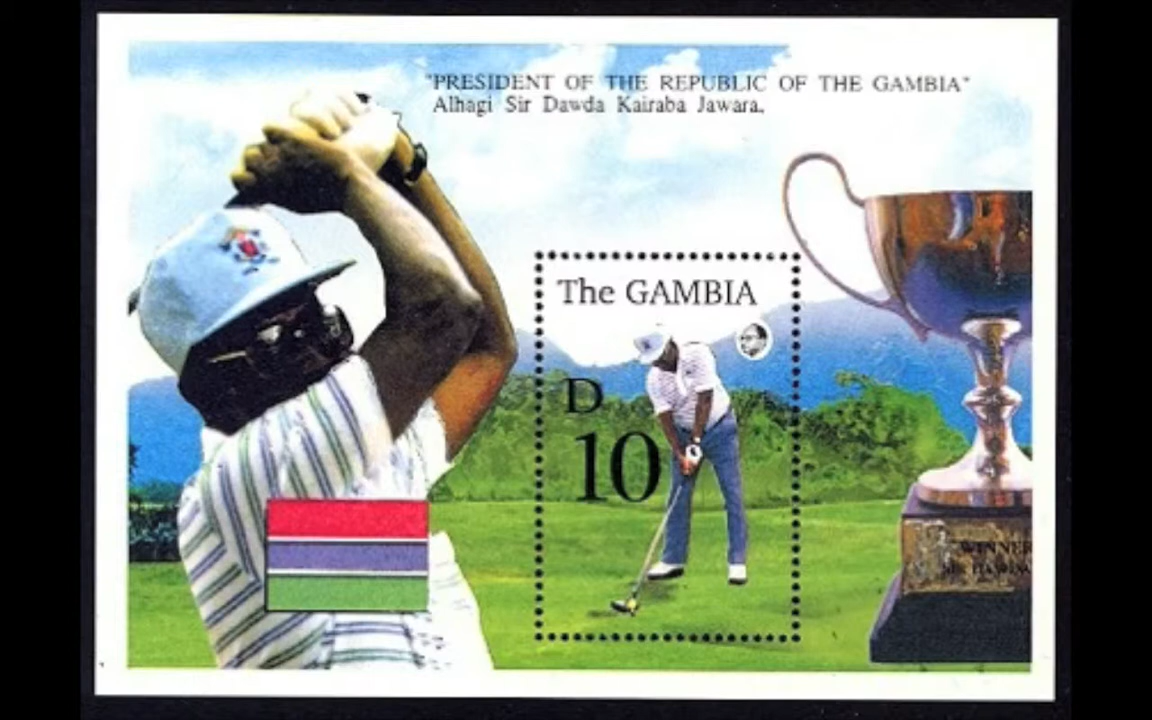 "PRESIDENT OF THE REPUBLIC OF THE GAMBIA"
Alhagi Sir Dawda Kairaba Jawara.
The GAMBIA
D
10
WINNER